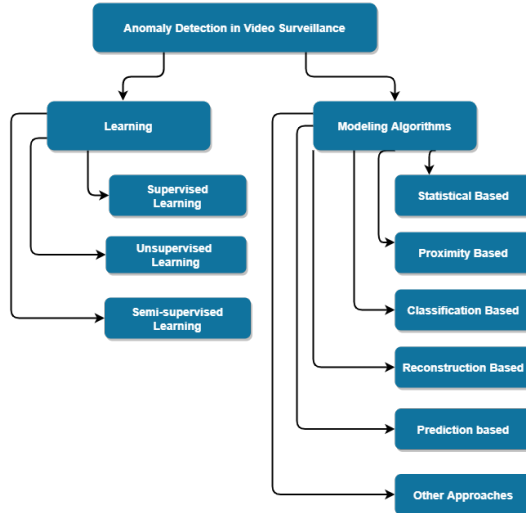 Anomaly Detection in Video Surveillance
Learning
Modeling Algorithms
Supervised
Learning
Unsupervised
Learning
Semi-supervised
Learning
Statistical Based
Proximity Based
Classification Based
Reconstruction Based
Prediction based
Other Approaches